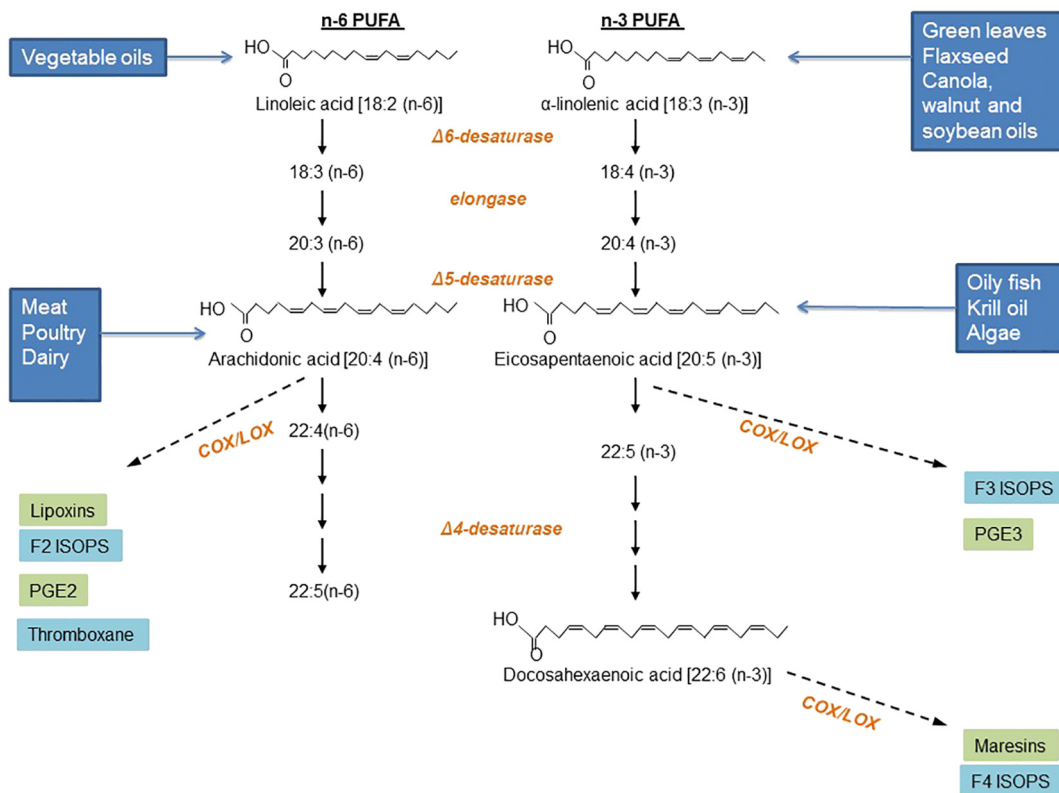 n-6 PUFA
n-3 PUFA
Vegetable oils
Green leaves
Flaxseed
Canola,
walnut and
soybean oils
HO
O
HO
O
Linoleic acid [18:2 (n-6)]
α-linolenic acid [18:3 (n-3)]
Δ6-desaturase
18:3 (n-6)
18:4 (n-3)
elongase
20:3 (n-6)
20:4 (n-3)
Δ5-desaturase
Meat
Poultry
Dairy
Oily fish
Krill oil
Algae
HO
O
HO
O
Arachidonic acid [20:4 (n-6)]
Eicosapentaenoic acid [20:5 (n-3)]
COX/LOX
22:4(n-6)
COX/LOX
22:5 (n-3)
Lipoxins
F2 ISOPS
PGE2
Thromboxane
F3 ISOPS
PGE3
Δ4-desaturase
22:5(n-6)
HO
O
Docosahexaenoic acid [22:6 (n-3)]
COX/LOX
Maresins
F4 ISOPS